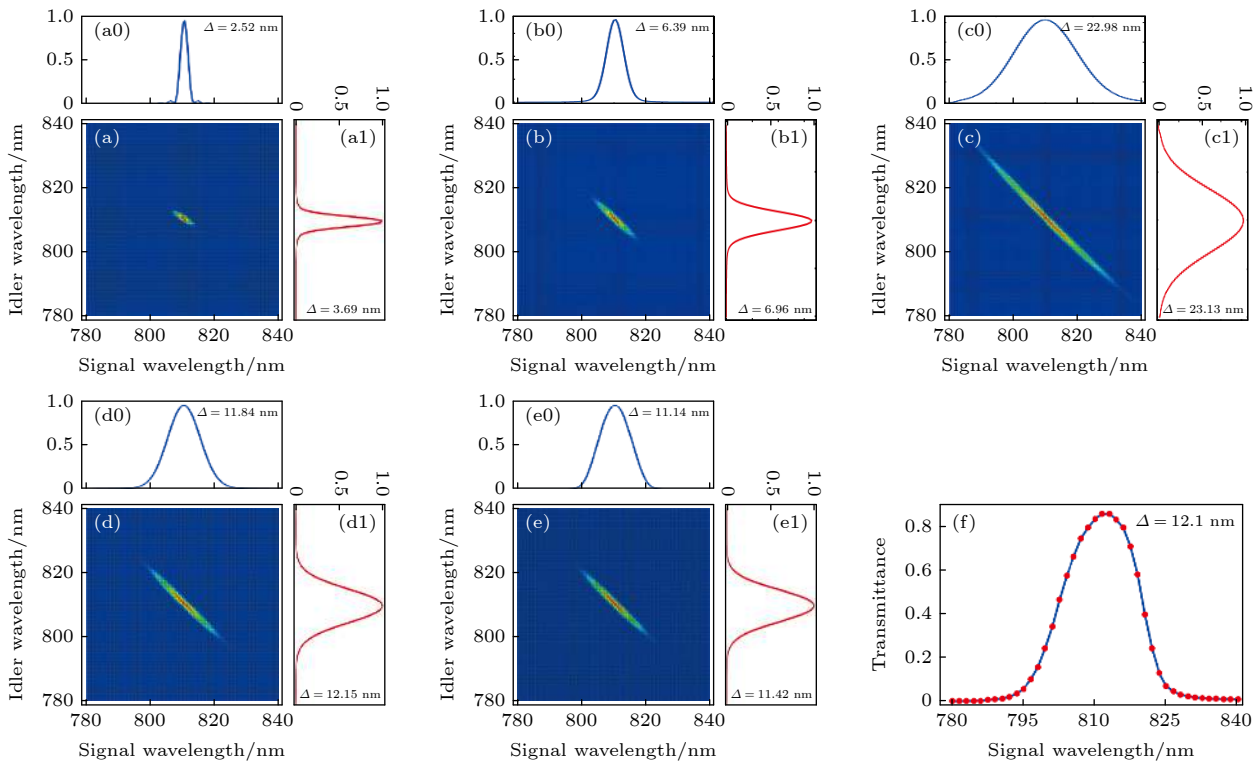 (a0) Δ = 2.52 nm
1.0
0.5
0
0 0.5 1.0
(a)
(a1)
Δ = 3.69 nm
Idler wavelength/nm
840
820
800
780
780 800 820 840
Signal wavelength/nm
(b0) Δ = 6.39 nm
1.0
0.5
0
0 0.5 1.0
(b)
(b1)
Δ = 6.96 nm
Idler wavelength/nm
840
820
800
780
780 800 820 840
Signal wavelength/nm
(c0) Δ = 22.98 nm
1.0
0.5
0
0 0.5 1.0
(c)
(c1)
Δ = 23.13 nm
Idler wavelength/nm
840
820
800
780
780 800 820 840
Signal wavelength/nm
(d0) Δ = 11.84 nm
1.0
0.5
0
0 0.5 1.0
(d)
(d1)
Δ = 12.15 nm
Idler wavelength/nm
840
820
800
780
780 800 820 840
Signal wavelength/nm
(e0) Δ = 11.14 nm
1.0
0.5
0
0 0.5 1.0
(e)
(e1)
Δ = 11.42 nm
Idler wavelength/nm
840
820
800
780
780 800 820 840
Signal wavelength/nm
(f) Δ = 12.1 nm
Transmittance
0.8
0.6
0.4
0.2
0
780 795 810 825 840
Signal wavelength/nm